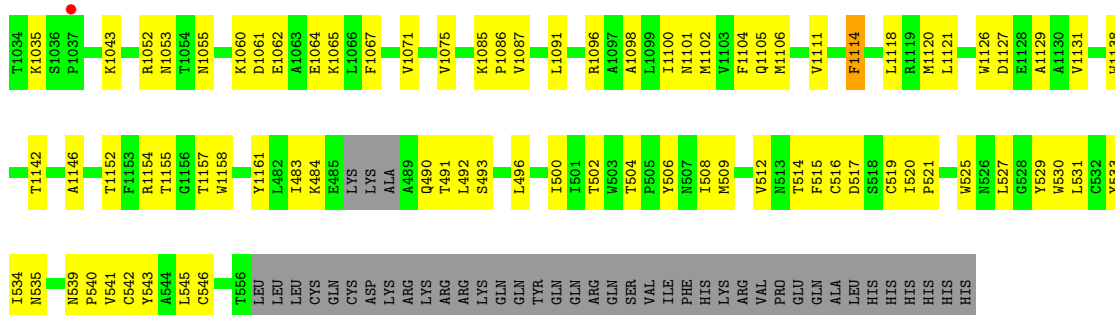 T1034 K1035 S1036 P1037 K1043 R1052 N1053 T1054 N1055 K1060 D1061 E1062 A1063 E1064 K1065 L1066 F1067 V1071 V1075 K1085 P1086 V1087 L1091 R1096 A1097 A1098 L1099 I1100 N1101 M1102 V1103 F1104 Q1105 M1106 V1111 F1114 L1118 R1119 M1120 L1121 W1126 D1127 E1128 A1129 A1130 V1131 W1138
T1142 A1146 T1152 F1153 R1154 T1155 G1156 T1157 W1158 Y1161 L482 I483 K484 E485 LYS LYS ALA A489 Q490 T491 L492 S493 L496 I500 I501 T502 W503 T504 P505 Y506 N507 I508 M509 V512 N513 T514 F515 C516 D517 S518 C519 I520 P521 W525 N526 L527 G528 Y529 W530 L531 C532 Y533
I534 N535 N539 P540 V541 C542 Y543 A544 L545 C546 T556 LEU LEU LEU CYS GLN CYS ASP LYS ARG LYS ARG ARG LYS GLN GLN TYR GLN GLN ARG GLN SER VAL ILE PHE HIS LYS ARG VAL PRO GLU GLN ALA LEU HIS HIS HIS HIS HIS HIS